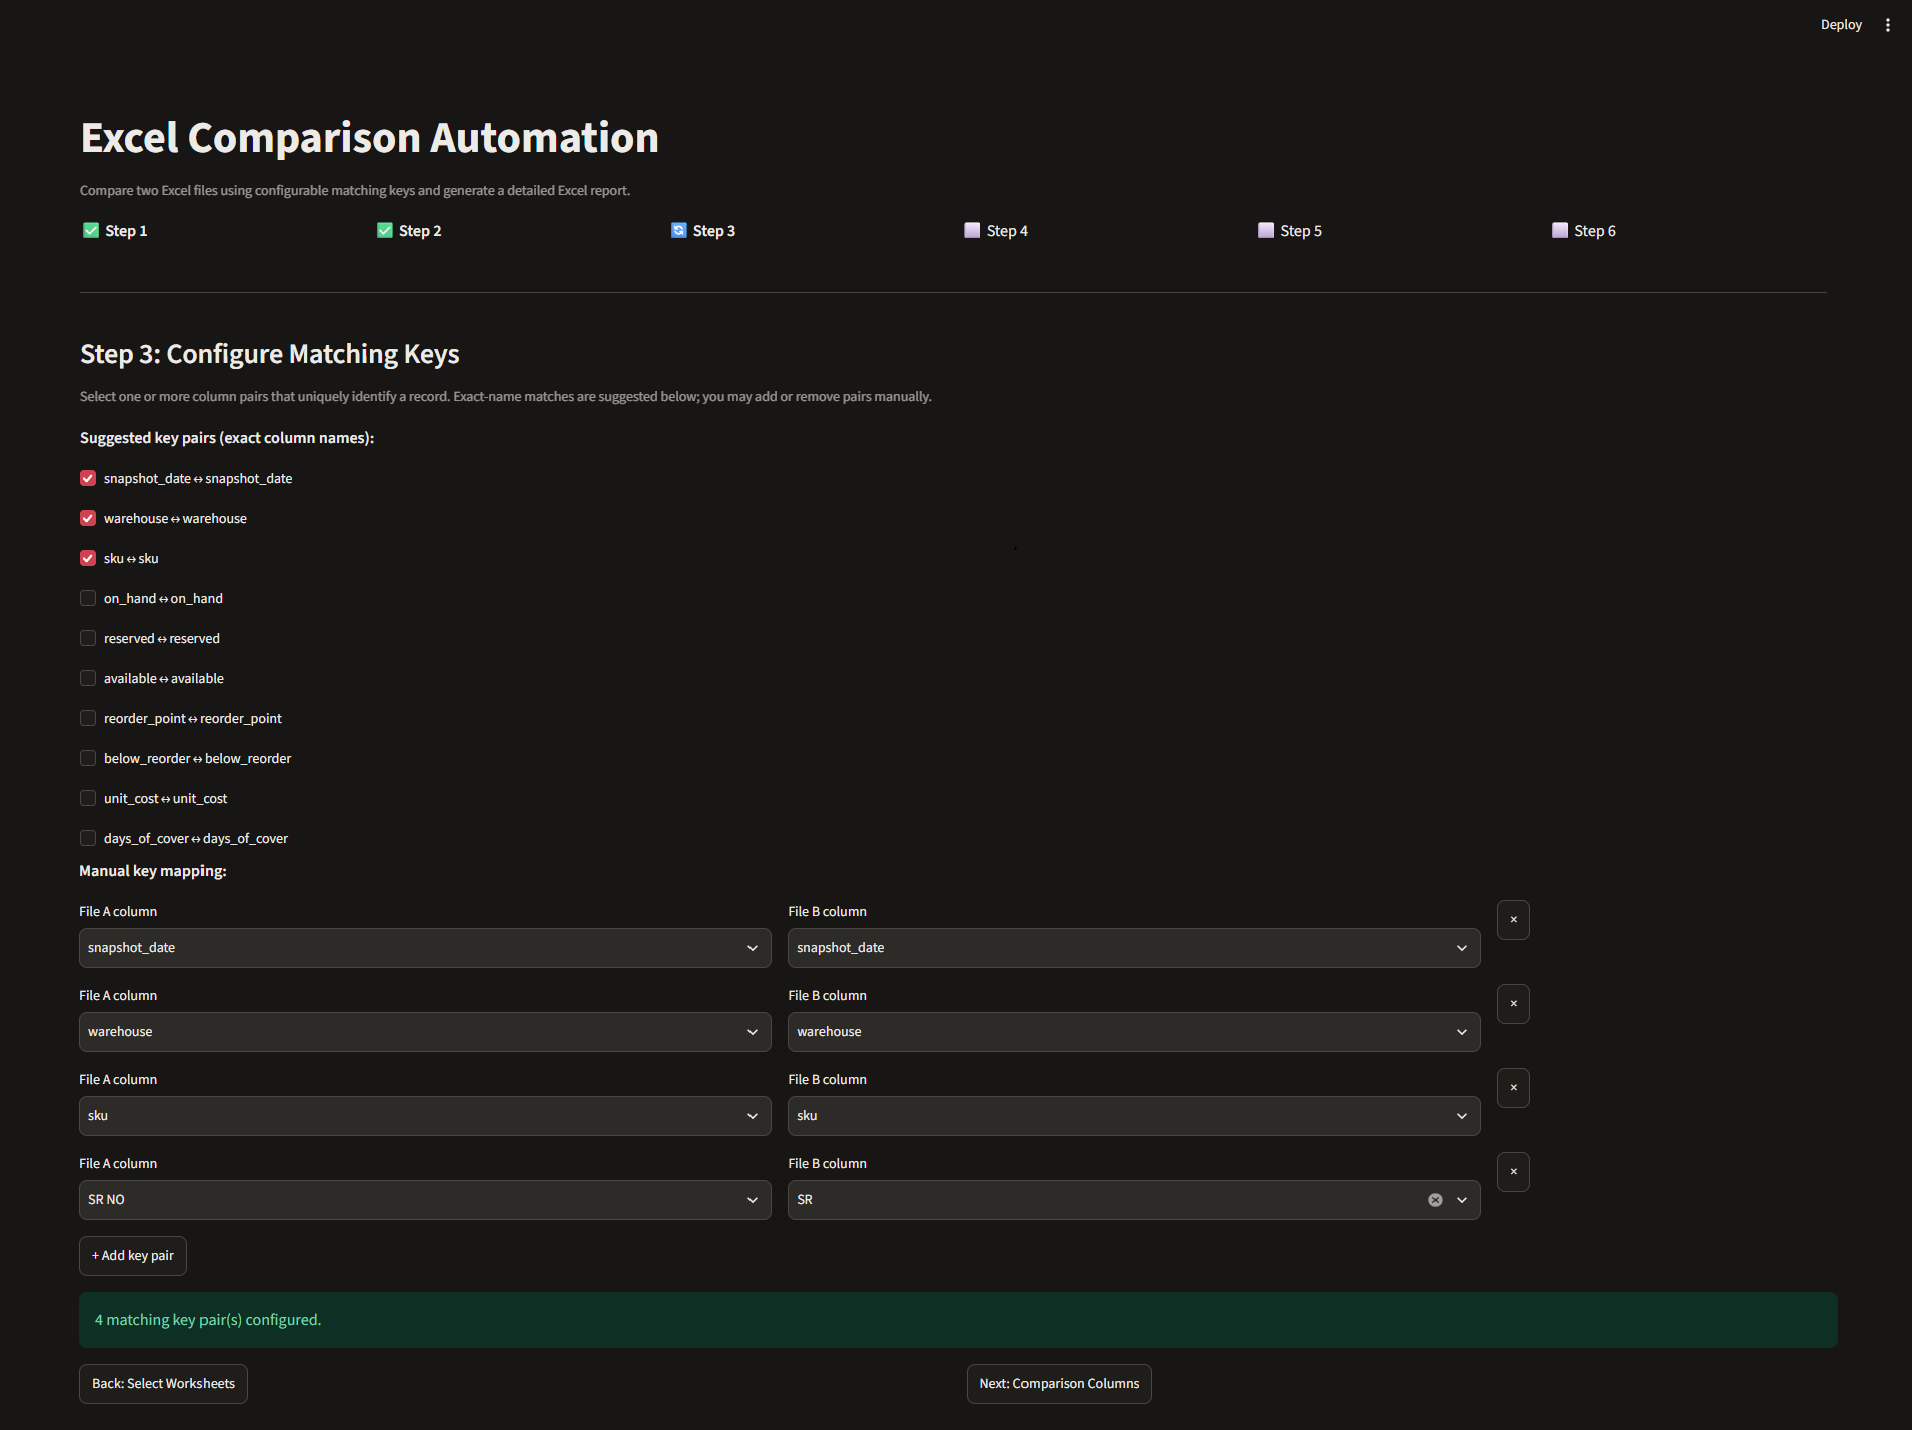 Deploy
Excel Comparison Automation
Compare two Excel files using configurable matching keys and generate a detailed Excel report.
Step 1 Step 2 Step 3 Step 4 Step 5 Step 6
Step 3: Configure Matching Keys
Select one or more column pairs that uniquely identify a record. Exact-name matches are suggested below; you may add or remove pairs manually.
Suggested key pairs (exact column names):
snapshot_date↔snapshot_date
warehouse↔warehouse
sku↔sku
on_hand↔on_hand
reserved↔reserved
available↔available
reorder_point↔reorder_point
below_reorder↔below_reorder
unit_cost↔unit_cost
days_of_cover↔days_of_cover
Manual key mapping:
File A column File B column
snapshot_date snapshot_date ×
File A column File B column
warehouse warehouse ×
File A column File B column
sku sku ×
File A column File B column
SR NO SR ×
+ Add key pair
4 matching key pair(s) configured.
Back: Select Worksheets Next: Comparison Columns